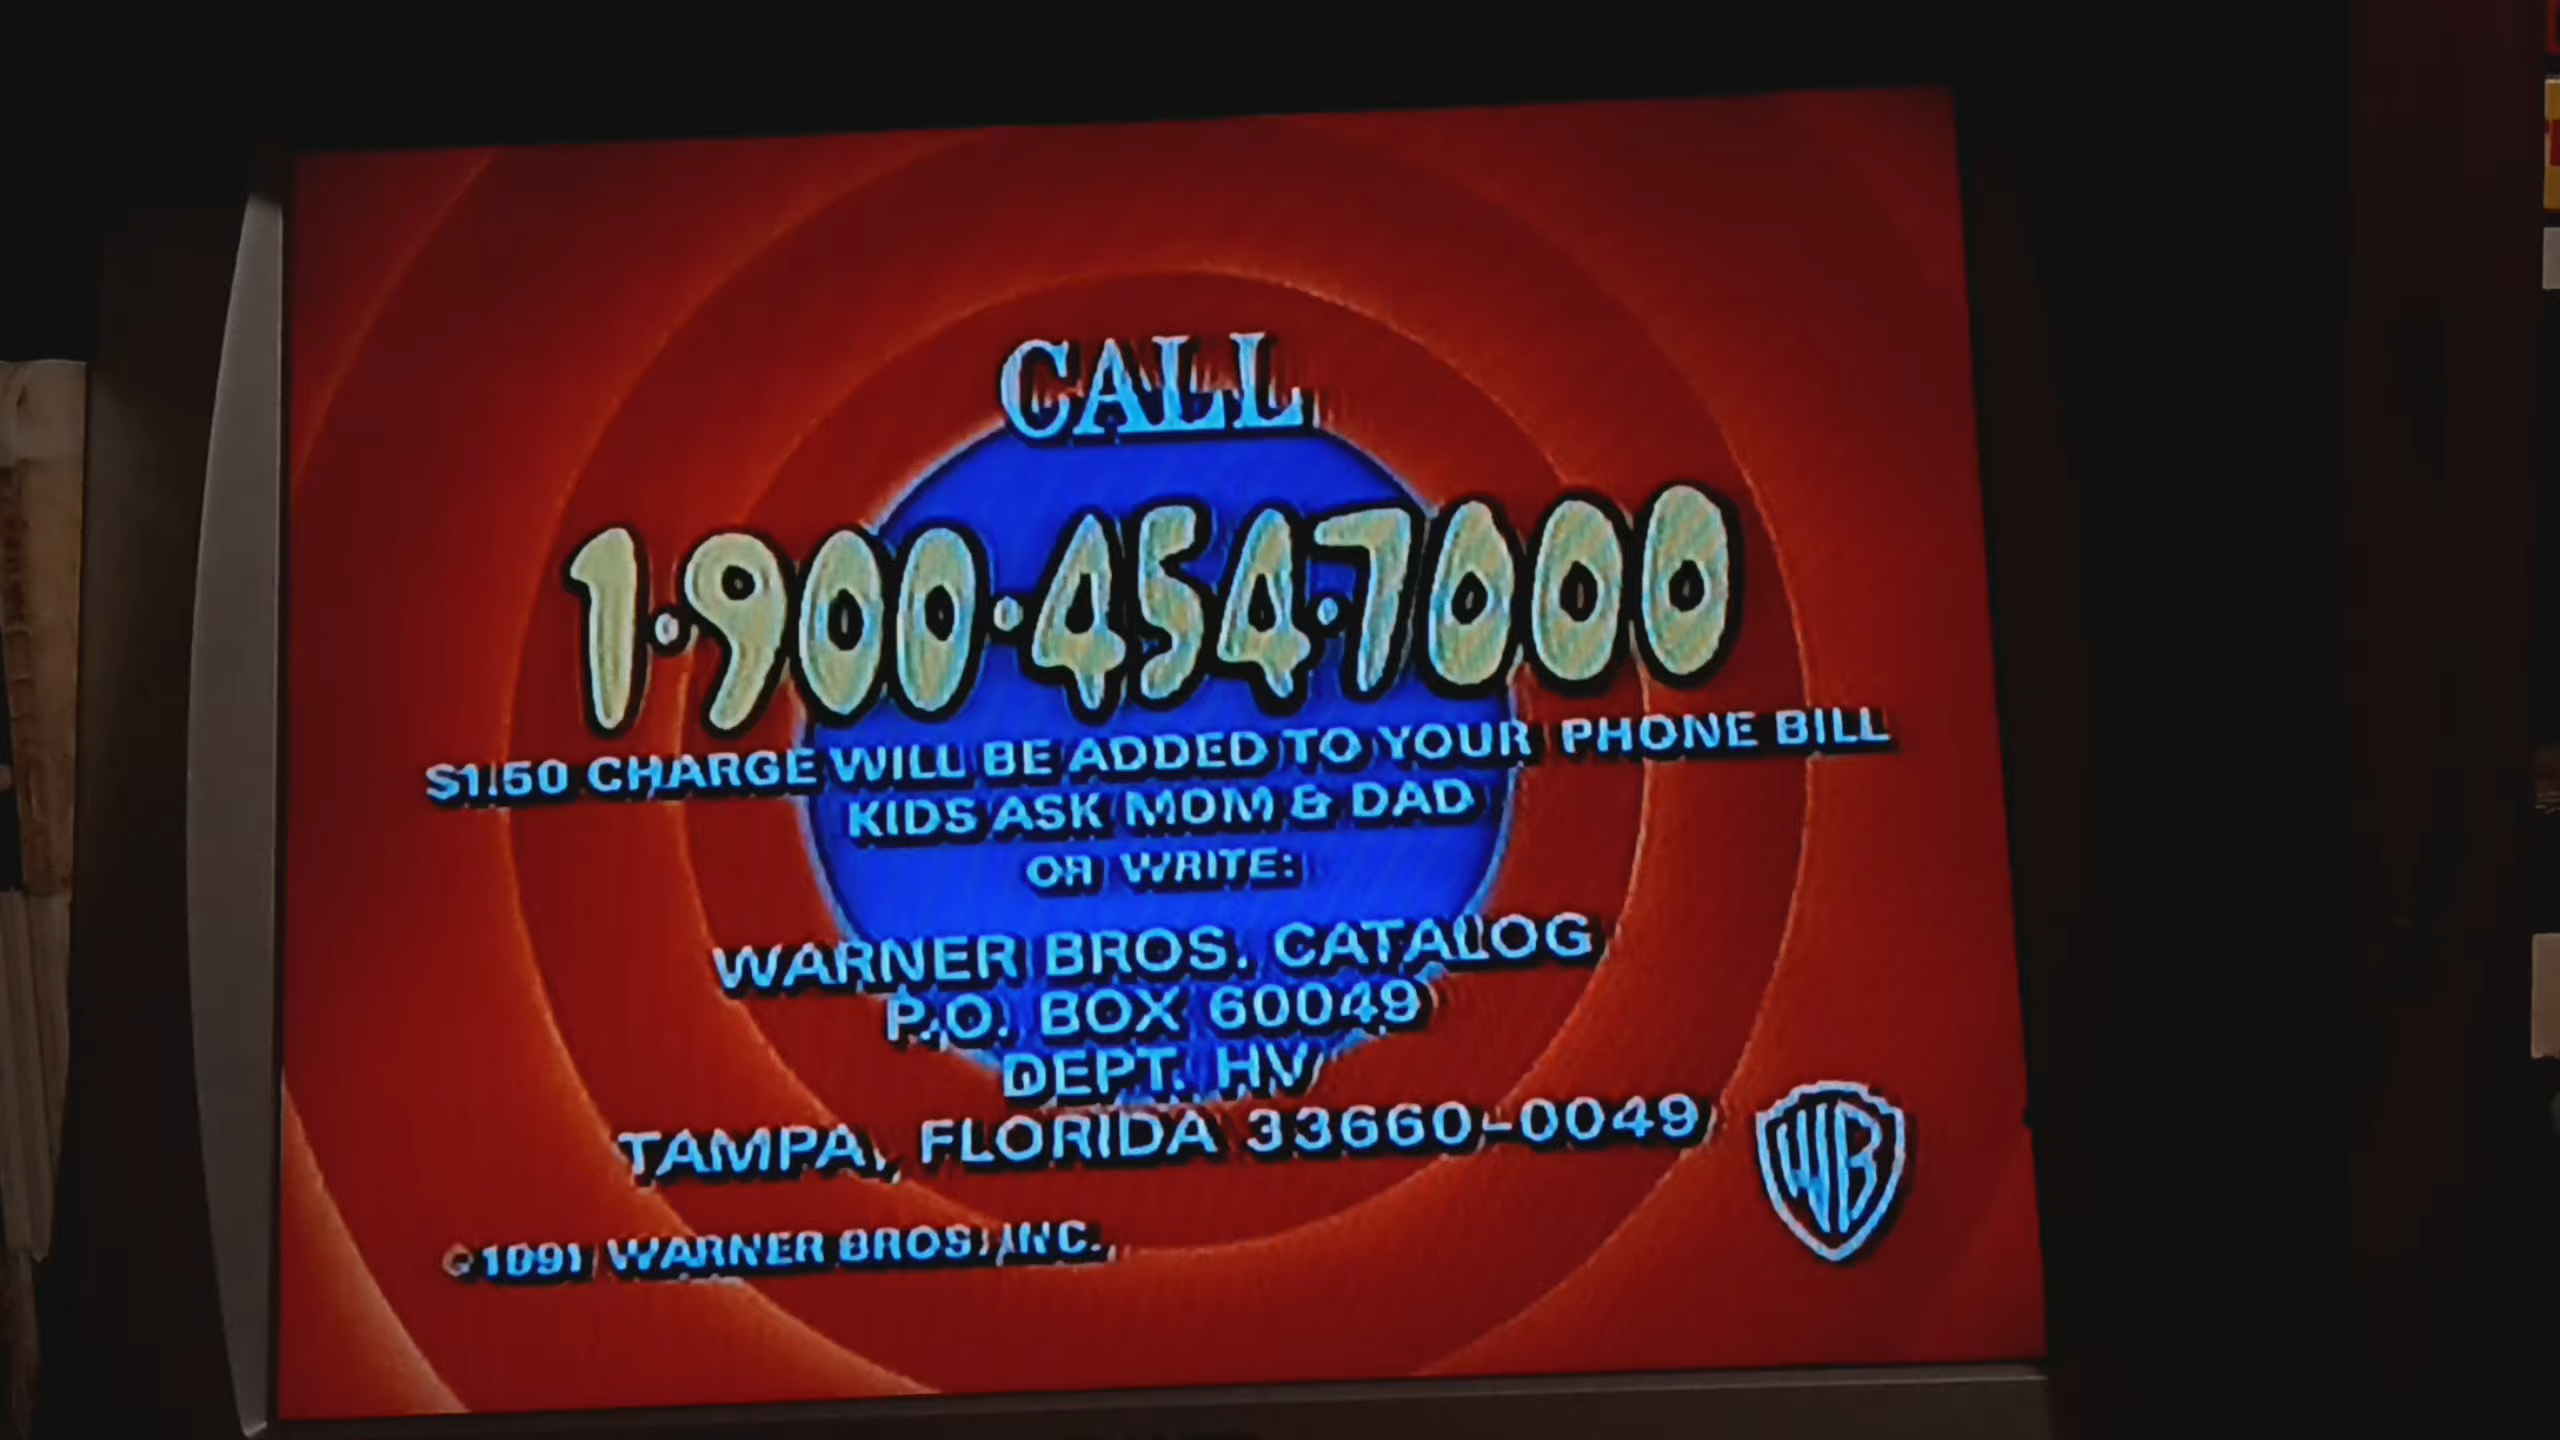 CALL
1·900·454·7000
$1.50 CHARGE WILL BE ADDED TO YOUR PHONE BILL
KIDS ASK MOM & DAD
OR WRITE:
WARNER BROS. CATALOG
P.O. BOX 60049
DEPT. HV
TAMPA, FLORIDA 33660-0049
©1991 WARNER BROS. INC.
WB